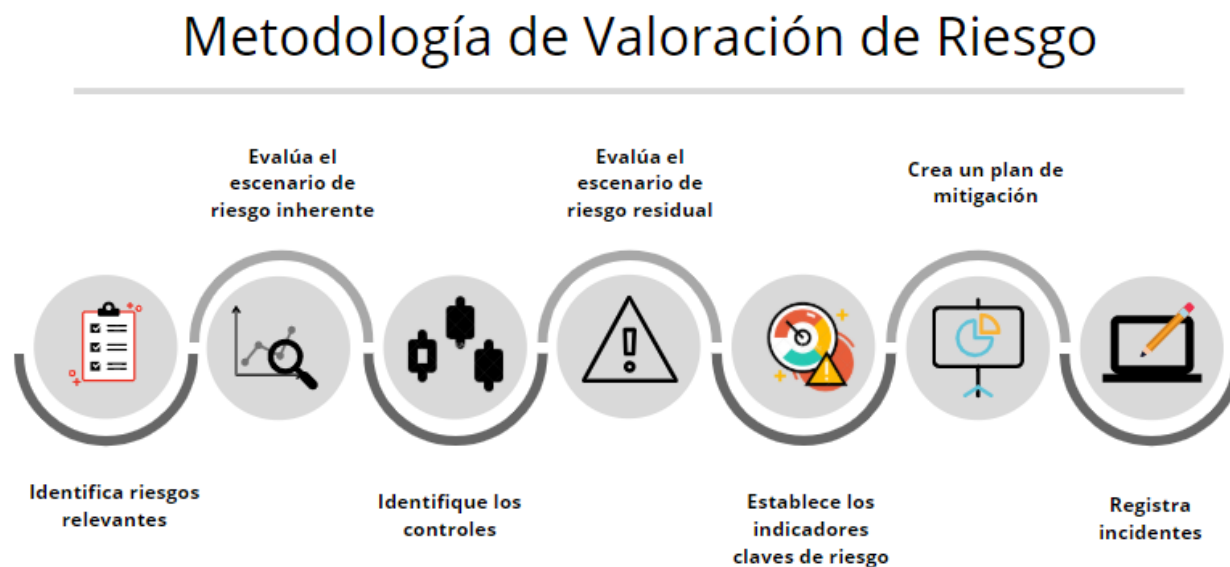 Metodología de Valoración de Riesgo
Identifica riesgos
relevantes
Evalúa el
escenario de
riesgo inherente
Identifique los
controles
Evalúa el
escenario de
riesgo residual
Establece los
indicadores
claves de riesgo
Crea un plan de
mitigación
Registra
incidentes